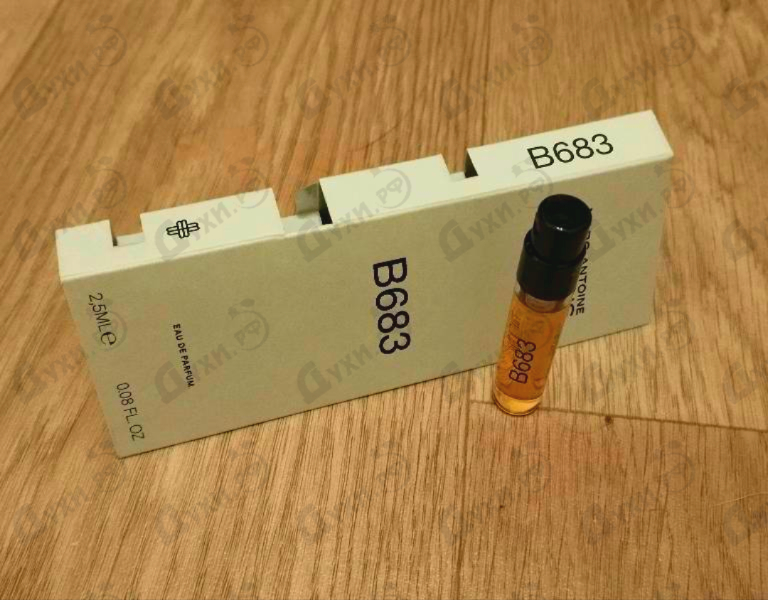 B683
B683
2,5ML℮
EAU DE PARFUM
0.08 FL. OZ
ANTOINE
B683
Духи.рф